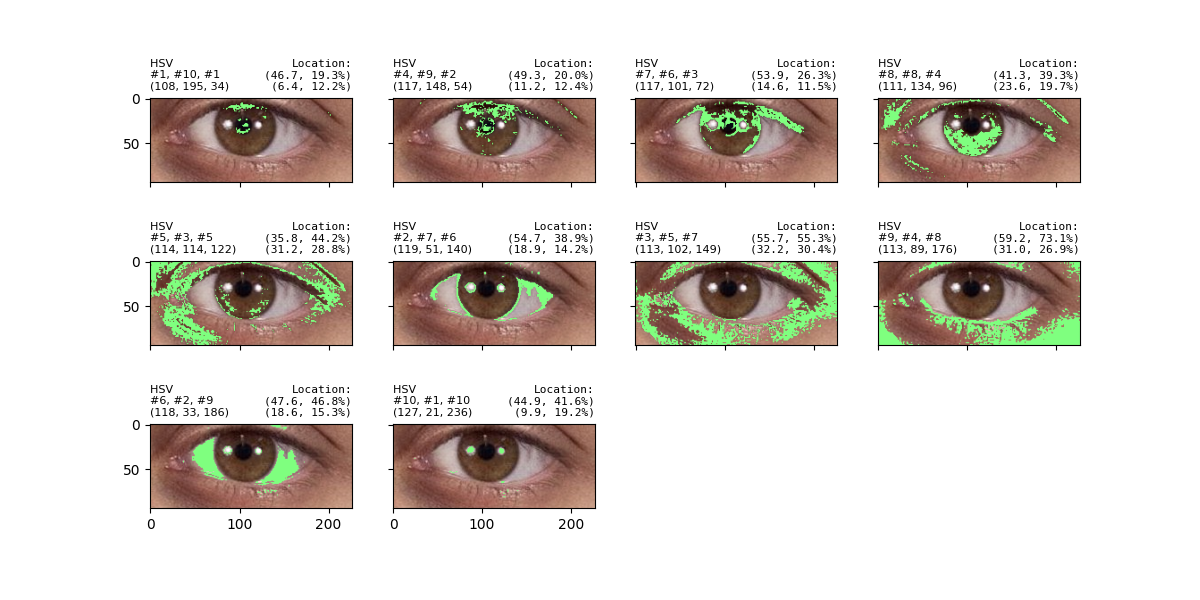 HSV Location:
#1, #10, #1 (46.7, 19.3%)
(108, 195, 34) (6.4, 12.2%)
HSV Location:
#4, #9, #2 (49.3, 20.0%)
(117, 148, 54) (11.2, 12.4%)
HSV Location:
#7, #6, #3 (53.9, 26.3%)
(117, 101, 72) (14.6, 11.5%)
HSV Location:
#8, #8, #4 (41.3, 39.3%)
(111, 134, 96) (23.6, 19.7%)
0
50
HSV Location:
#5, #3, #5 (35.8, 44.2%)
(114, 114, 122) (31.2, 28.8%)
HSV Location:
#2, #7, #6 (54.7, 38.9%)
(119, 51, 140) (18.9, 14.2%)
HSV Location:
#3, #5, #7 (55.7, 55.3%)
(113, 102, 149) (32.2, 30.4%)
HSV Location:
#9, #4, #8 (59.2, 73.1%)
(113, 89, 176) (31.0, 26.9%)
0
50
HSV Location:
#6, #2, #9 (47.6, 46.8%)
(118, 33, 186) (18.6, 15.3%)
HSV Location:
#10, #1, #10 (44.9, 41.6%)
(127, 21, 236) (9.9, 19.2%)
0
50
0 100 200
0 100 200